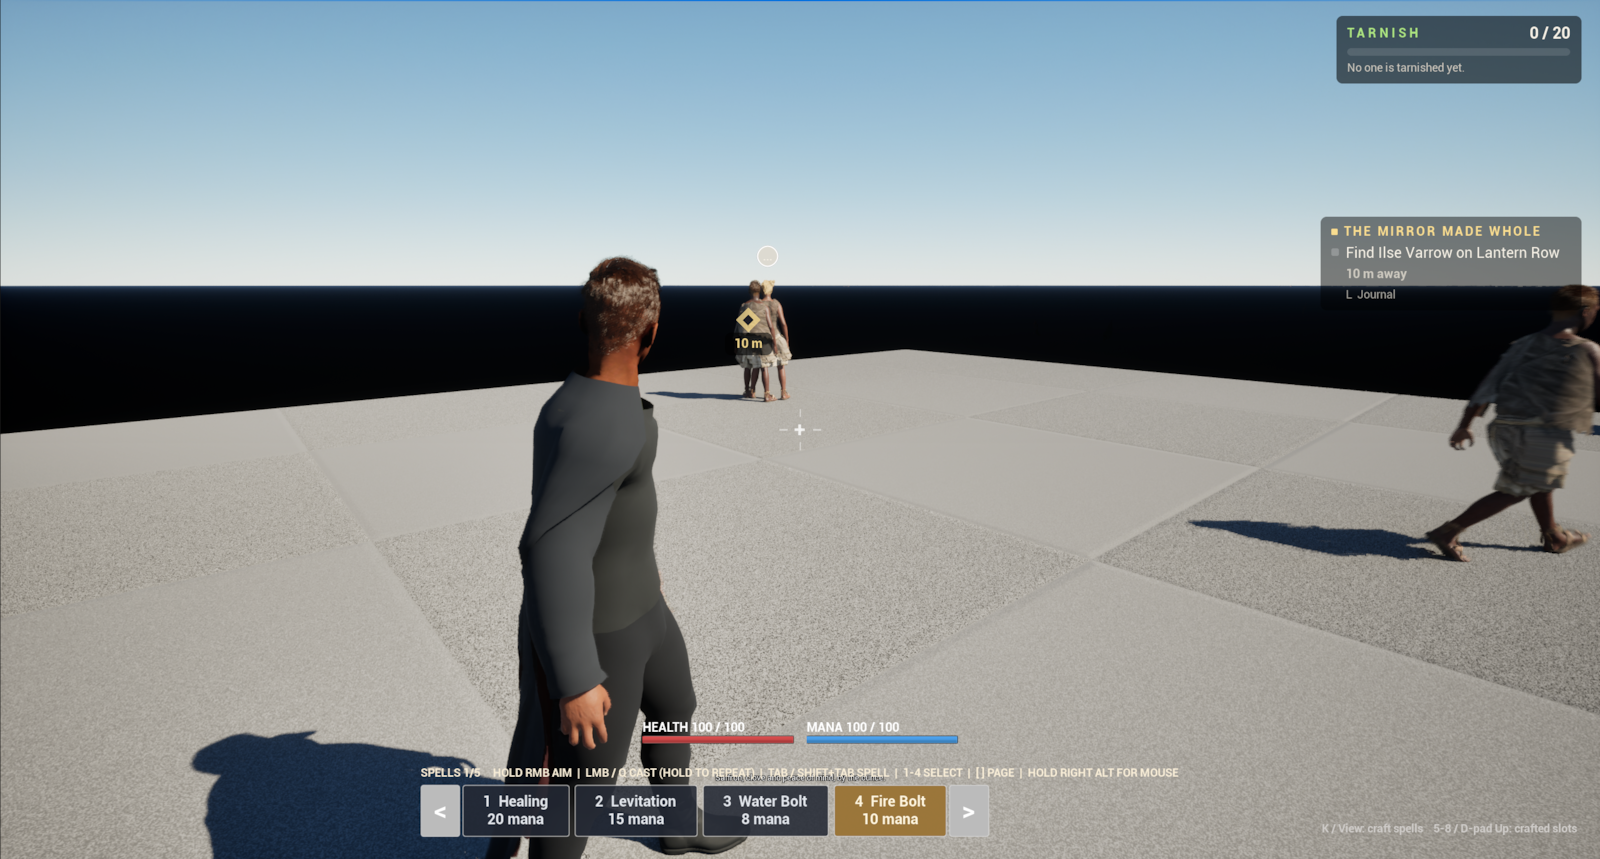 TARNISH 0 / 20
No one is tarnished yet.
THE MIRROR MADE WHOLE
Find Ilse Varrow on Lantern Row
10 m away
L Journal
10 m
HEALTH 100 / 100 MANA 100 / 100
SPELLS 1/5 HOLD RMB AIM | LMB / Q CAST (HOLD TO REPEAT) | TAB / SHIFT+TAB SPELL | 1-4 SELECT | [ ] PAGE | HOLD RIGHT ALT FOR MOUSE
< 1 Healing 2 Levitation 3 Water Bolt 4 Fire Bolt >
20 mana 15 mana 8 mana 10 mana
K / View: craft spells 5-8 / D-pad Up: crafted slots